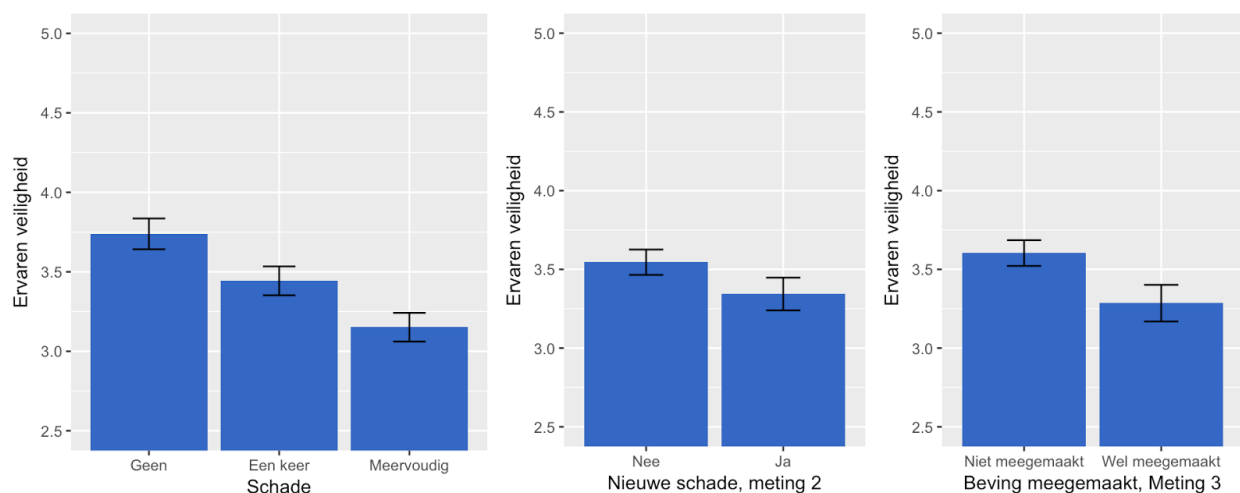 Ervaren veiligheid
5.0
4.5
4.0
3.5
3.0
2.5
Geen Een keer Meervoudig
Schade
Ervaren veiligheid
5.0
4.5
4.0
3.5
3.0
2.5
Nee Ja
Nieuwe schade, meting 2
Ervaren veiligheid
5.0
4.5
4.0
3.5
3.0
2.5
Niet meegemaakt Wel meegemaakt
Beving meegemaakt, Meting 3